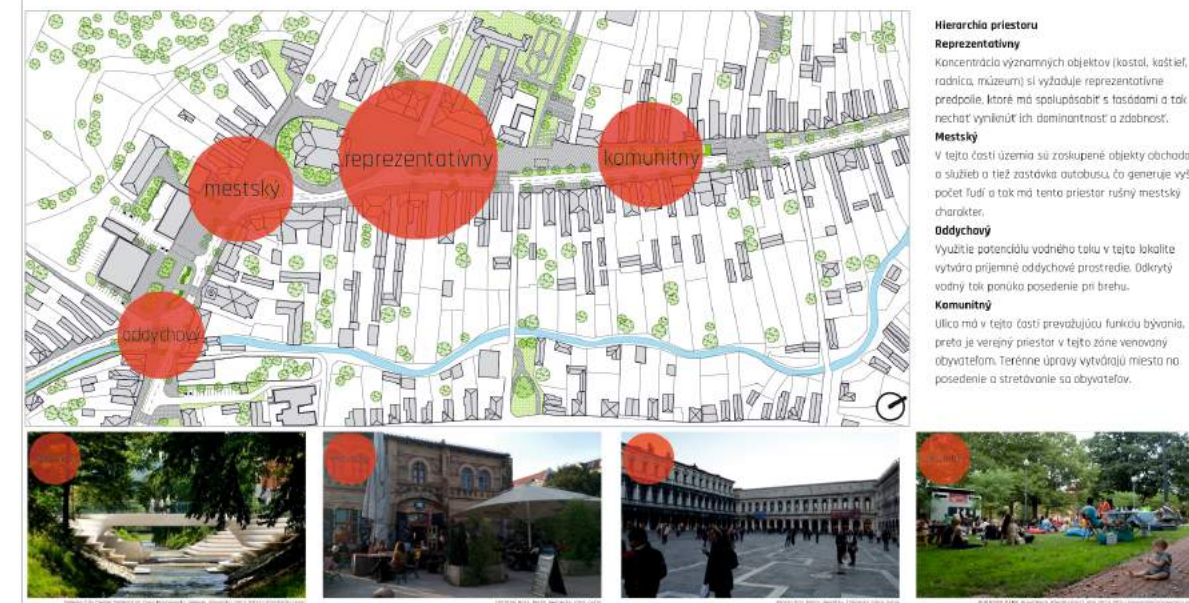 reprezentatívny
komunitný
mestský
oddychový
Hierarchia priestoru
Reprezentatívny
Koncentrácia významných objektov (kostol, kaštieľ,
radnica, múzeum) si vyžaduje reprezentatívne
predpolie, ktoré má spolupôsobiť s fasádami a tak
nechať vyniknúť ich dominantnosť a zdobnosť.
Mestský
V tejto časti územia sú zoskupené objekty obchodo
a služieb a tiež zastávka autobusu, čo generuje vyš
počet ľudí a tak má tento priestor rušný mestský
charakter.
Oddychový
Využitie potenciálu vodného toku v tejto lokalite
vytvára príjemné oddychové prostredie. Odkrytý
vodný tok ponúka posedenie pri brehu.
Komunitný
Ulica má v tejto časti prevažujúcu funkciu bývania,
preto je verejný priestor v tejto zóne venovaný
obyvateľom. Terénne úpravy vytvárajú miesta na
posedenie a stretávanie sa obyvateľov.